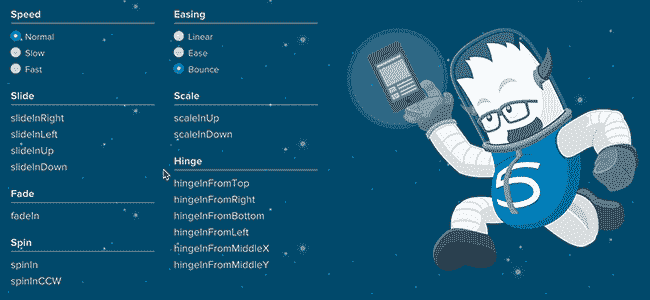 Speed
Normal
Slow
Fast
Slide
slideInRight
slideInLeft
slideInUp
slideInDown
Fade
fadeIn
Spin
spinIn
spinInCCW
Easing
Linear
Ease
Bounce
Scale
scaleInUp
scaleInDown
Hinge
hingeInFromTop
hingeInFromRight
hingeInFromBottom
hingeInFromLeft
hingeInFromMiddleX
hingeInFromMiddleY
5